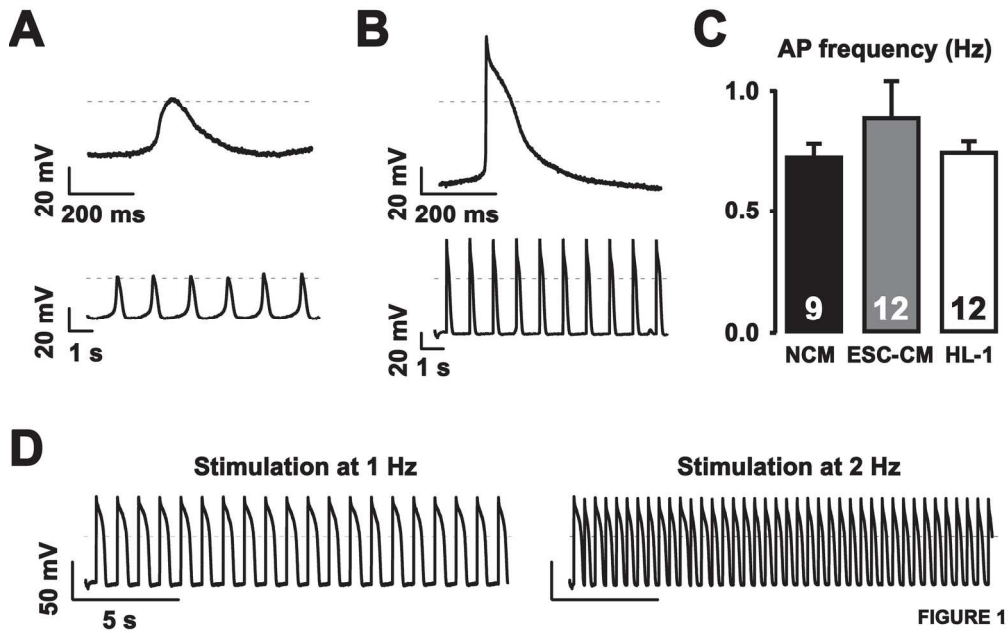 A
20 mV
200 ms
20 mV
1 s
B
20 mV
200 ms
20 mV
1 s
C
AP frequency (Hz)
1.0
0.5
0.0
9
12
12
NCM
ESC-CM
HL-1
D
Stimulation at 1 Hz
Stimulation at 2 Hz
50 mV
5 s
FIGURE 1